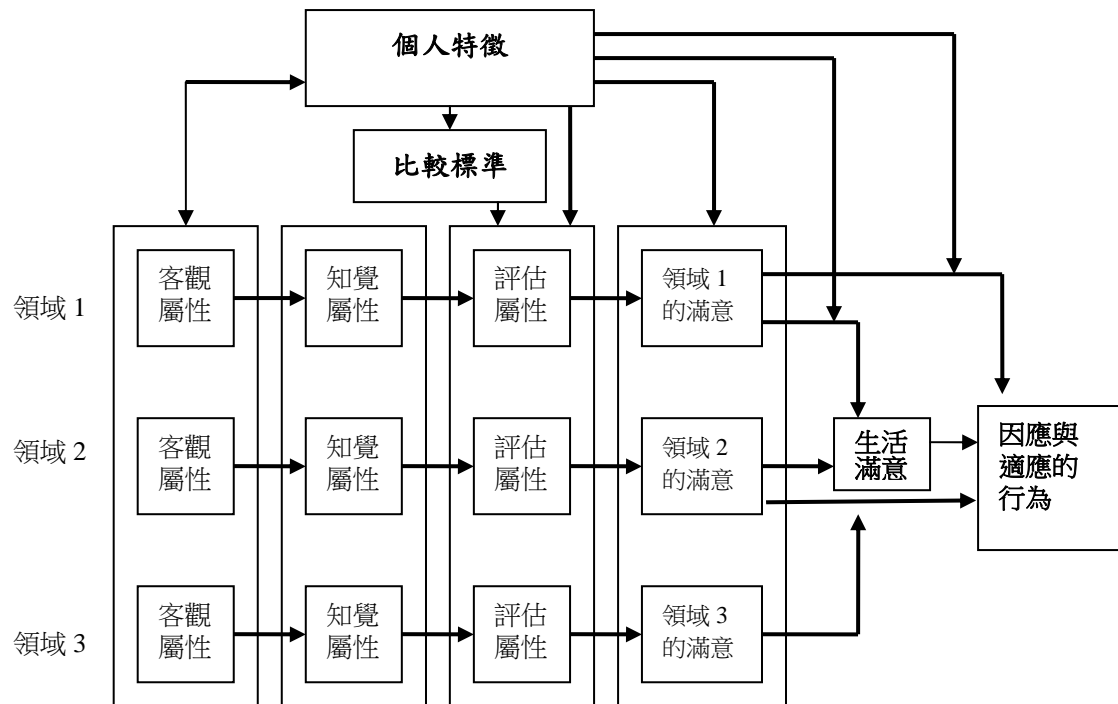 個人特徵
比較標準
領域 1
客觀
屬性
知覺
屬性
評估
屬性
領域 1
的滿意
領域 2
客觀
屬性
知覺
屬性
評估
屬性
領域 2
的滿意
生活
滿意
因應與
適應的
行為
領域 3
客觀
屬性
知覺
屬性
評估
屬性
領域 3
的滿意